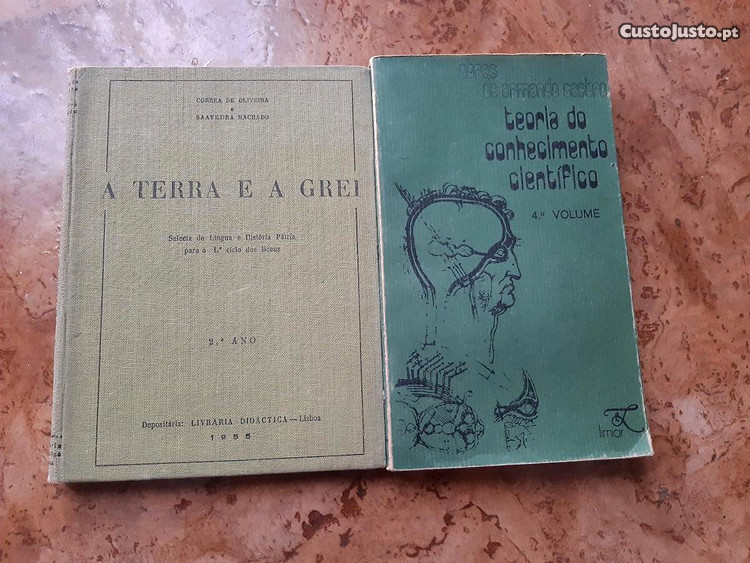 CustoJusto.pt
CORREA DE OLIVEIRA
e
SAAVEDRA MACHADO
A TERRA E A GREI
Selecta de Língua e História Pátria
para o 1.º ciclo dos liceus
2.º ANO
Depositária: LIVRARIA DIDÁCTICA—Lisboa
1955
obras
de armando castro
teoria do
conhecimento
científico
4.º VOLUME
limiar